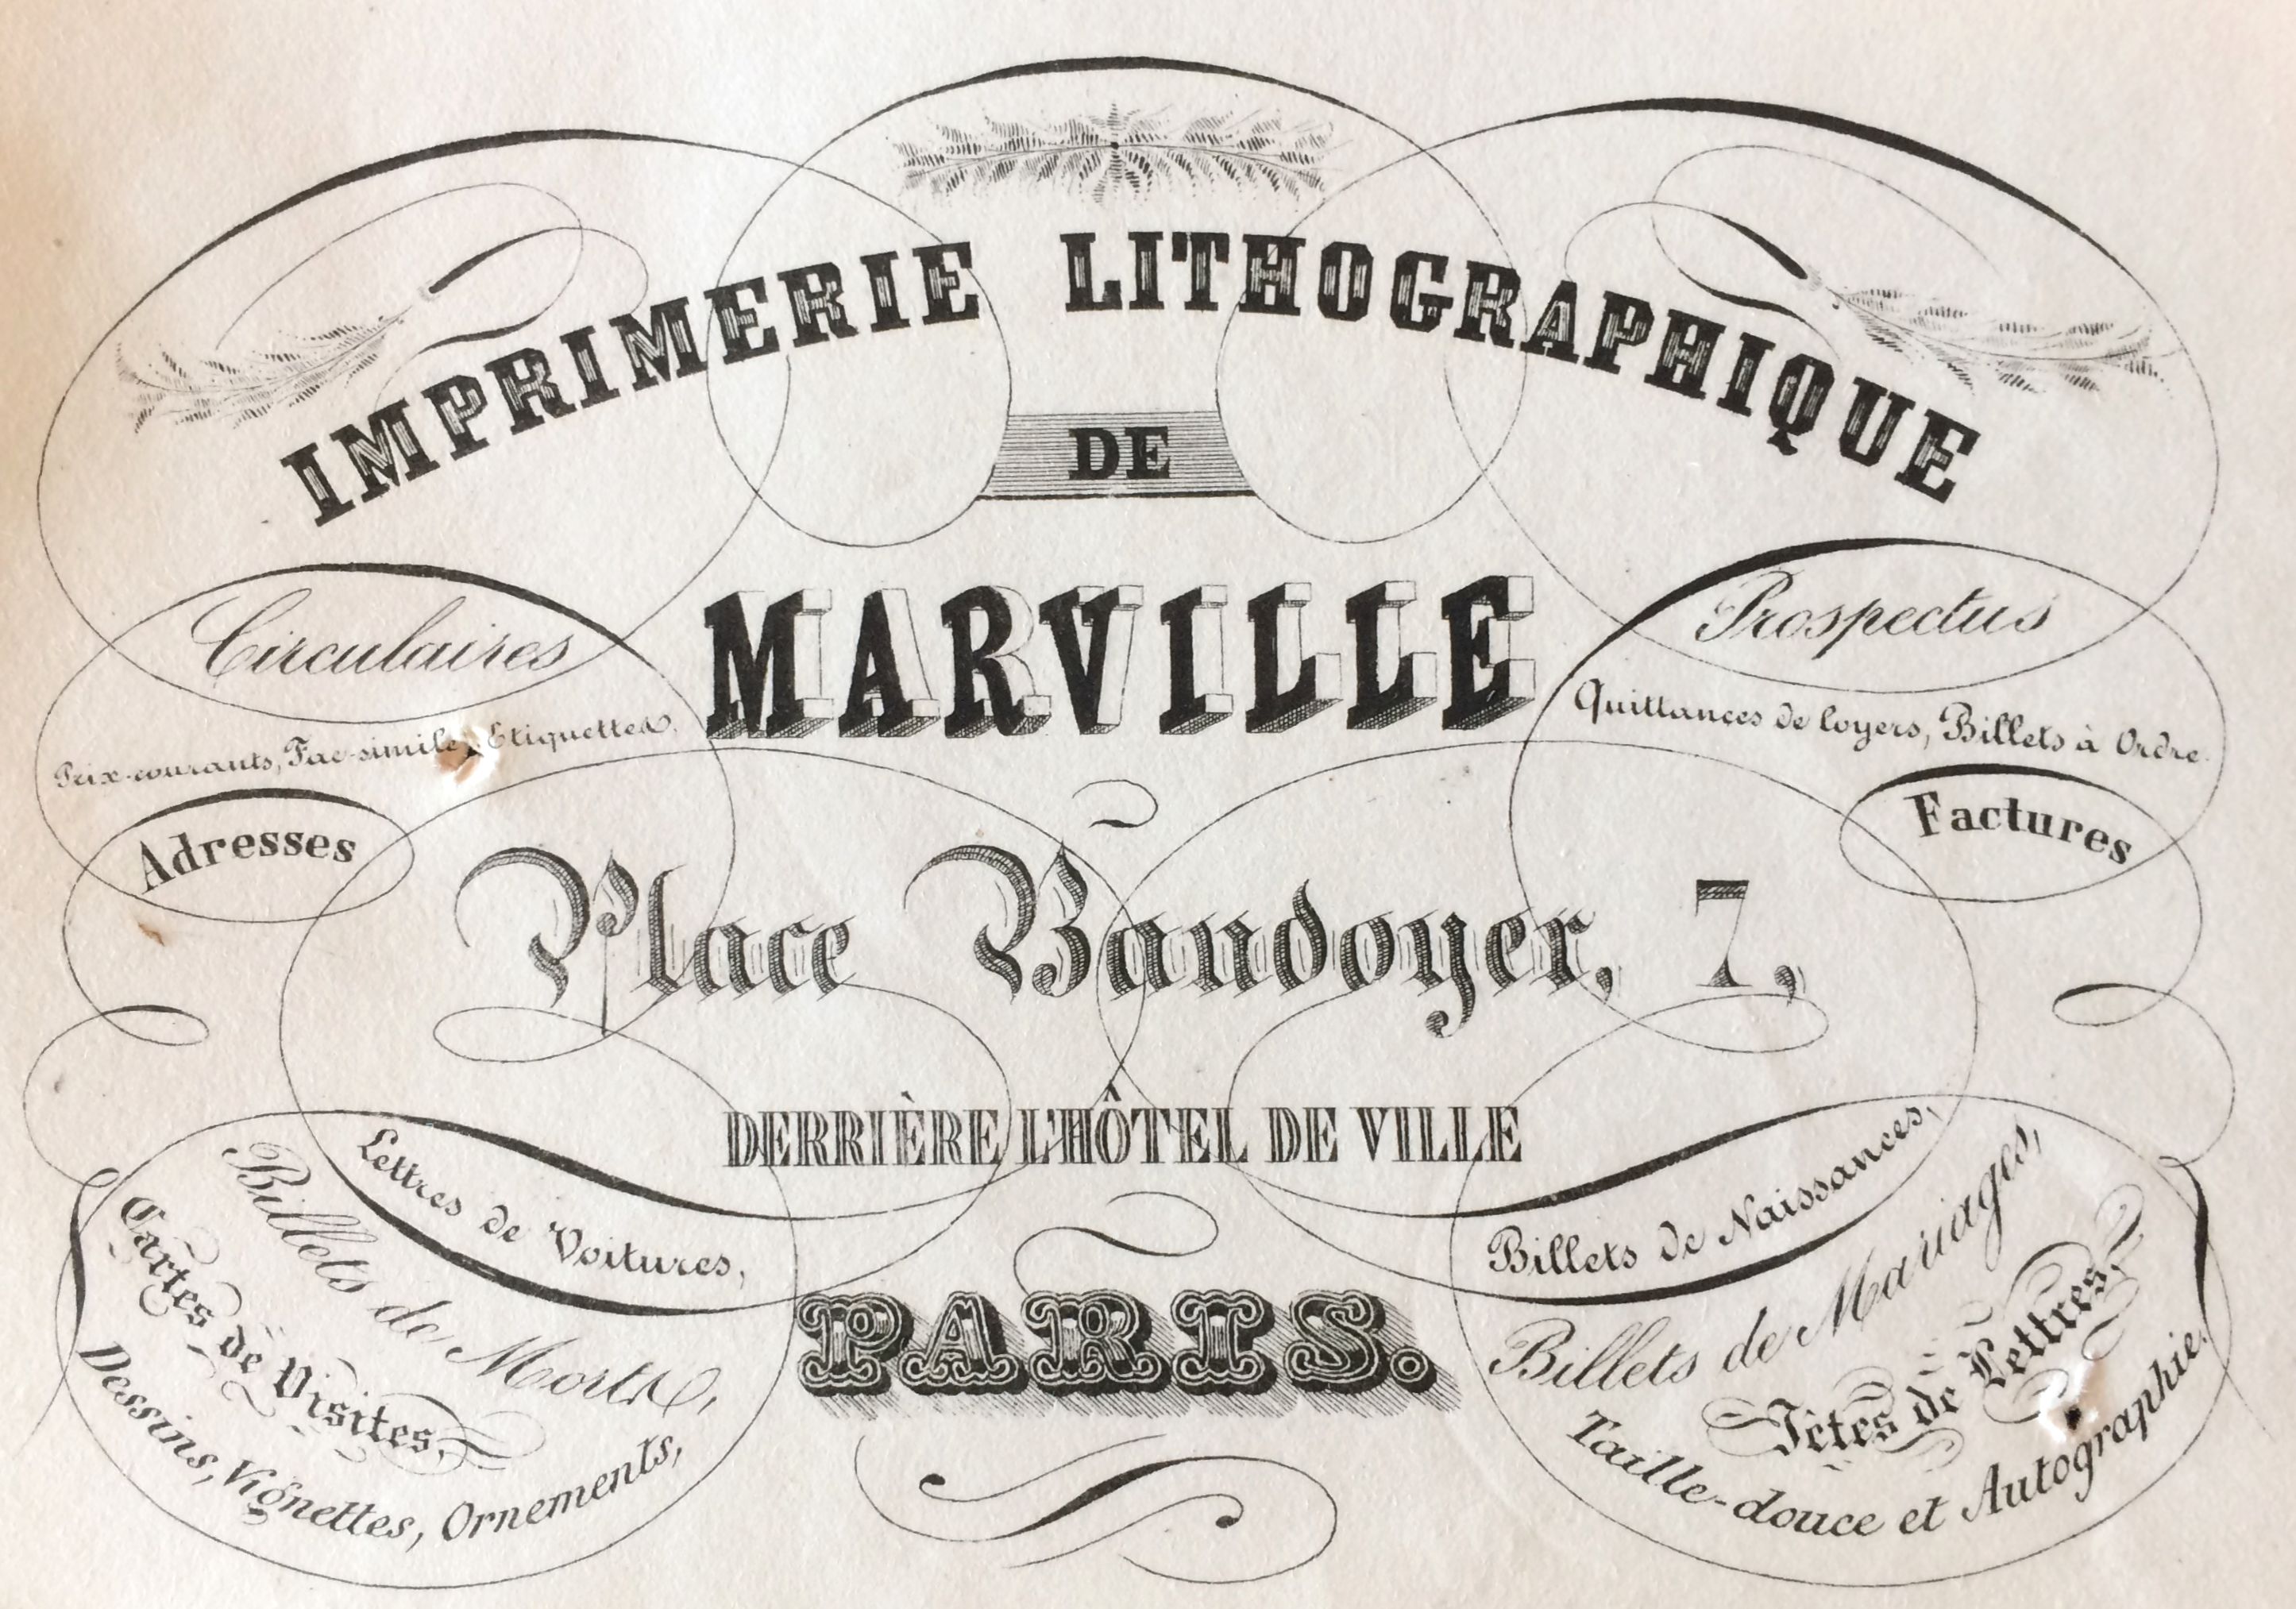 IMPRIMERIE LITHOGRAPHIQUE
DE
MARVILLE
Circulaires
Prix-courants, Fac-simile, Etiquettes,
Adresses
Prospectus
Quittances de loyers, Billets à Ordre.
Factures
Place Baudoyer, 7,
DERRIÈRE L'HÔTEL DE VILLE
PARIS.
Lettres de Voitures,
Billets de Morts,
Cartes de Visites,
Dessins, Vignettes, Ornements,
Billets de Naissances,
Billets de Mariages,
Têtes de Lettres,
Taille-douce et Autographie.